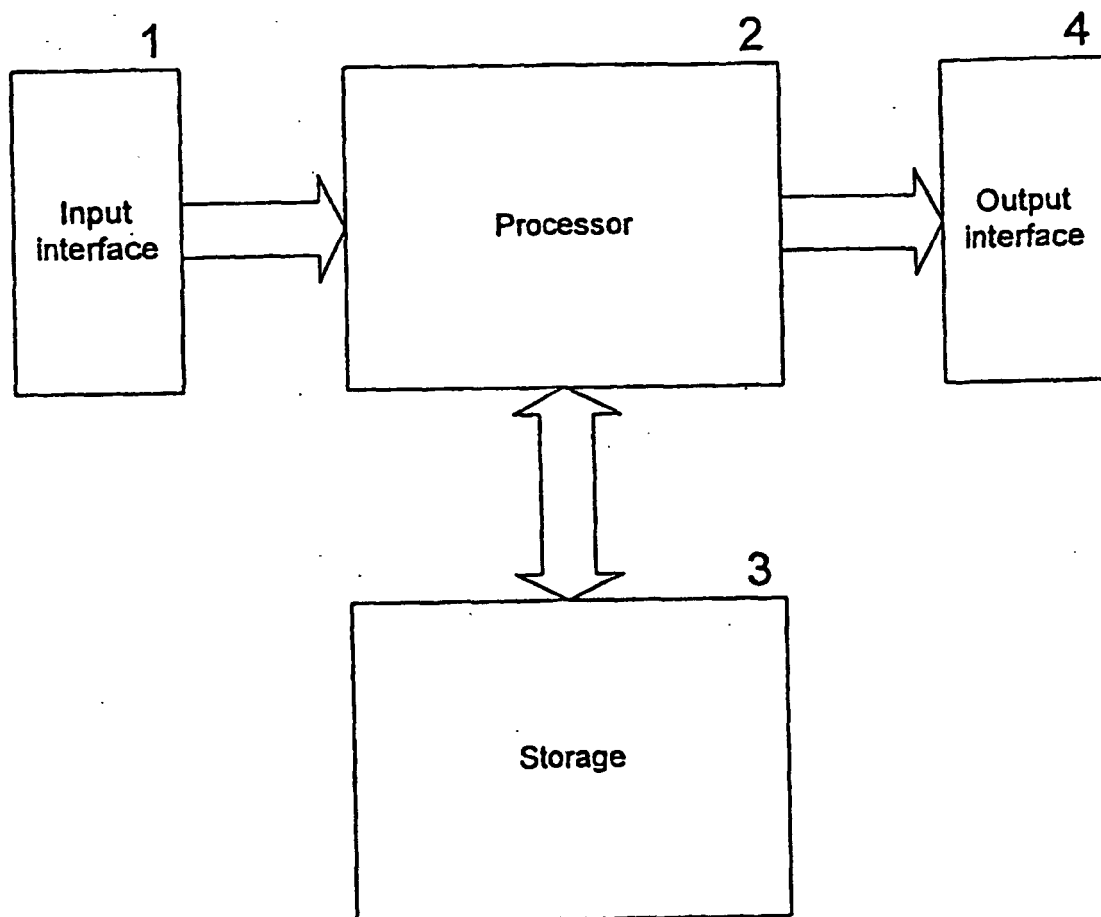 1
2
4
Input
interface
Processor
Output
interface
3
Storage